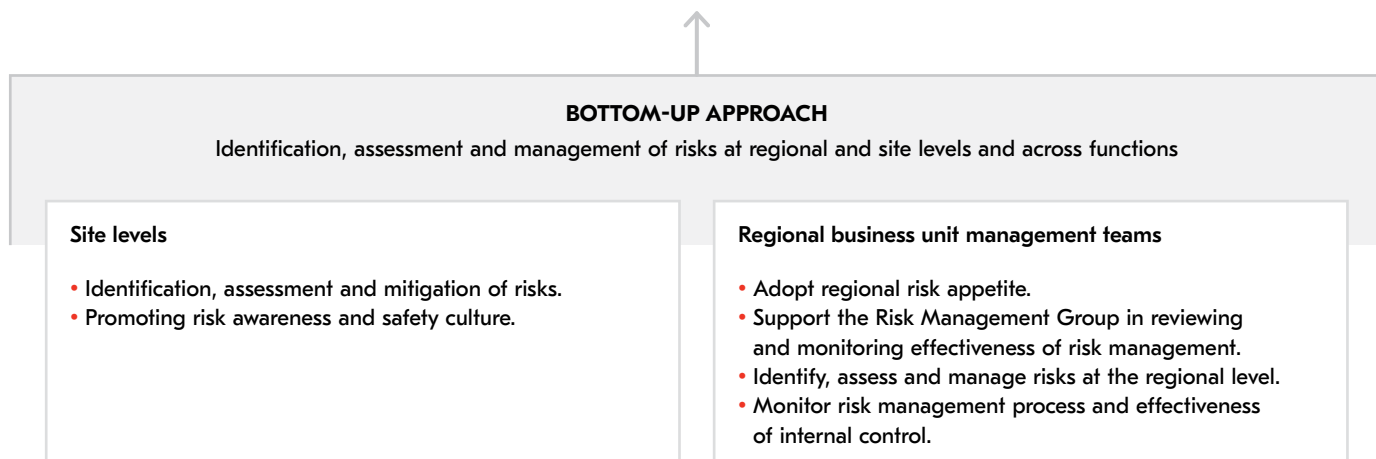 BOTTOM-UP APPROACH
Identification, assessment and management of risks at regional and site levels and across functions
Site levels
• Identification, assessment and mitigation of risks.
• Promoting risk awareness and safety culture.
Regional business unit management teams
• Adopt regional risk appetite.
• Support the Risk Management Group in reviewing
and monitoring effectiveness of risk management.
• Identify, assess and manage risks at the regional level.
• Monitor risk management process and effectiveness
of internal control.